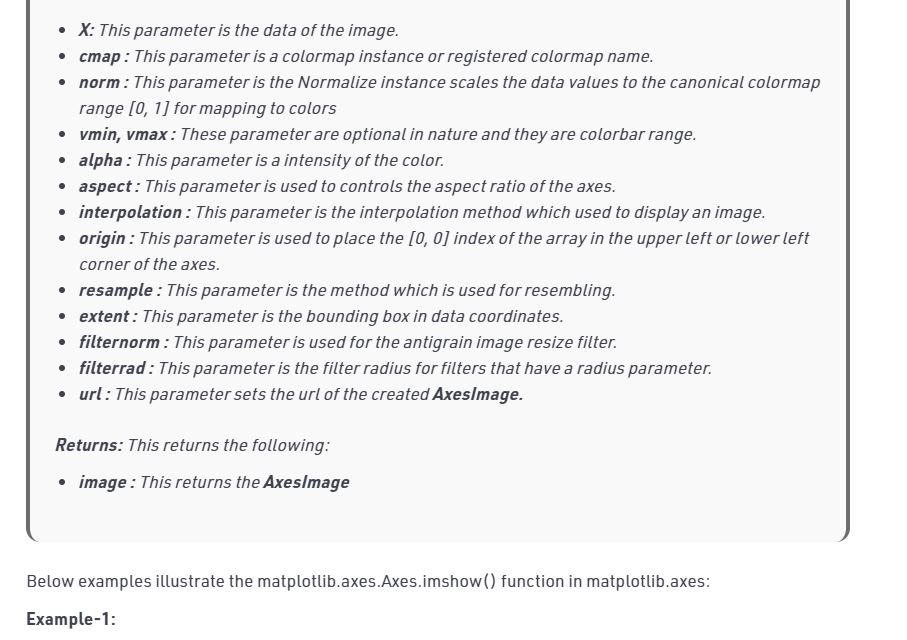 • X: This parameter is the data of the image.
• cmap : This parameter is a colormap instance or registered colormap name.
• norm : This parameter is the Normalize instance scales the data values to the canonical colormap
range [0, 1] for mapping to colors
• vmin, vmax : These parameter are optional in nature and they are colorbar range.
• alpha : This parameter is a intensity of the color.
• aspect : This parameter is used to controls the aspect ratio of the axes.
• interpolation : This parameter is the interpolation method which used to display an image.
• origin : This parameter is used to place the [0, 0] index of the array in the upper left or lower left
corner of the axes.
• resample : This parameter is the method which is used for resembling.
• extent : This parameter is the bounding box in data coordinates.
• filternorm : This parameter is used for the antigrain image resize filter.
• filterrad : This parameter is the filter radius for filters that have a radius parameter.
• url : This parameter sets the url of the created AxesImage.
Returns: This returns the following:
• image : This returns the AxesImage
Below examples illustrate the matplotlib.axes.Axes.imshow() function in matplotlib.axes:
Example-1: